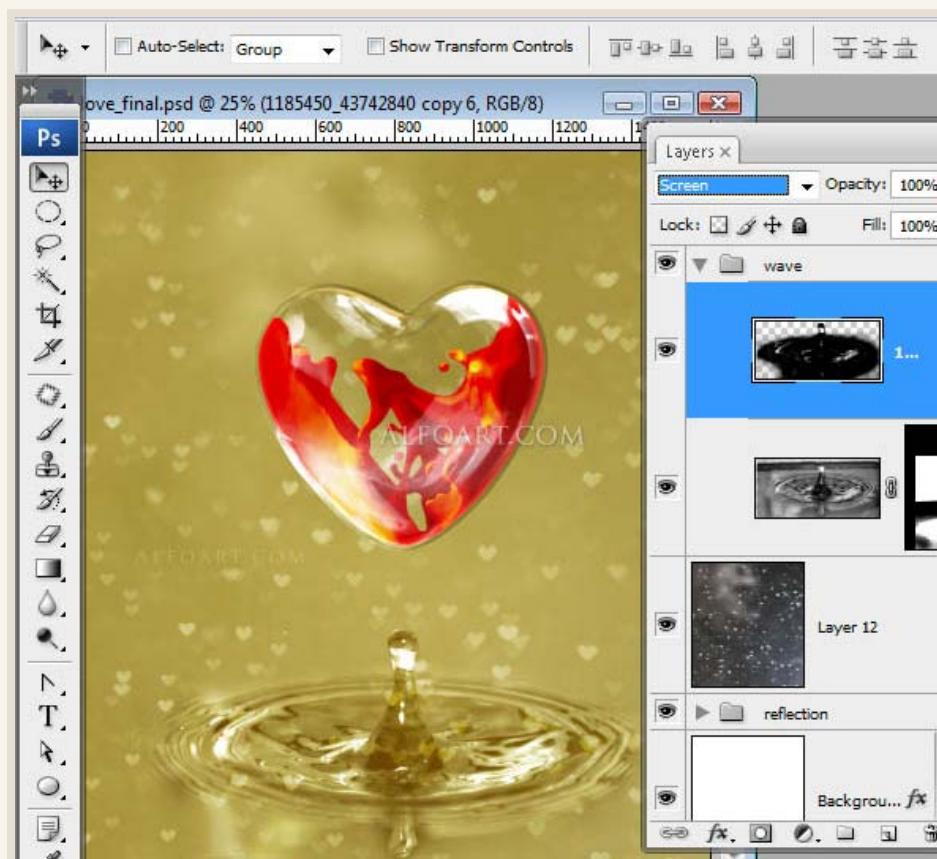 Auto-Select: Group Show Transform Controls
ove_final.psd @ 25% (1185450_43742840 copy 6, RGB/8)
Ps
200 400 600 800 1000 1200
Layers ×
Screen Opacity: 100%
Lock: Fill: 100%
wave
1...
ALFOART.COM
ALFOART.COM
Layer 12
reflection
Backgrou... fx
fx.
T